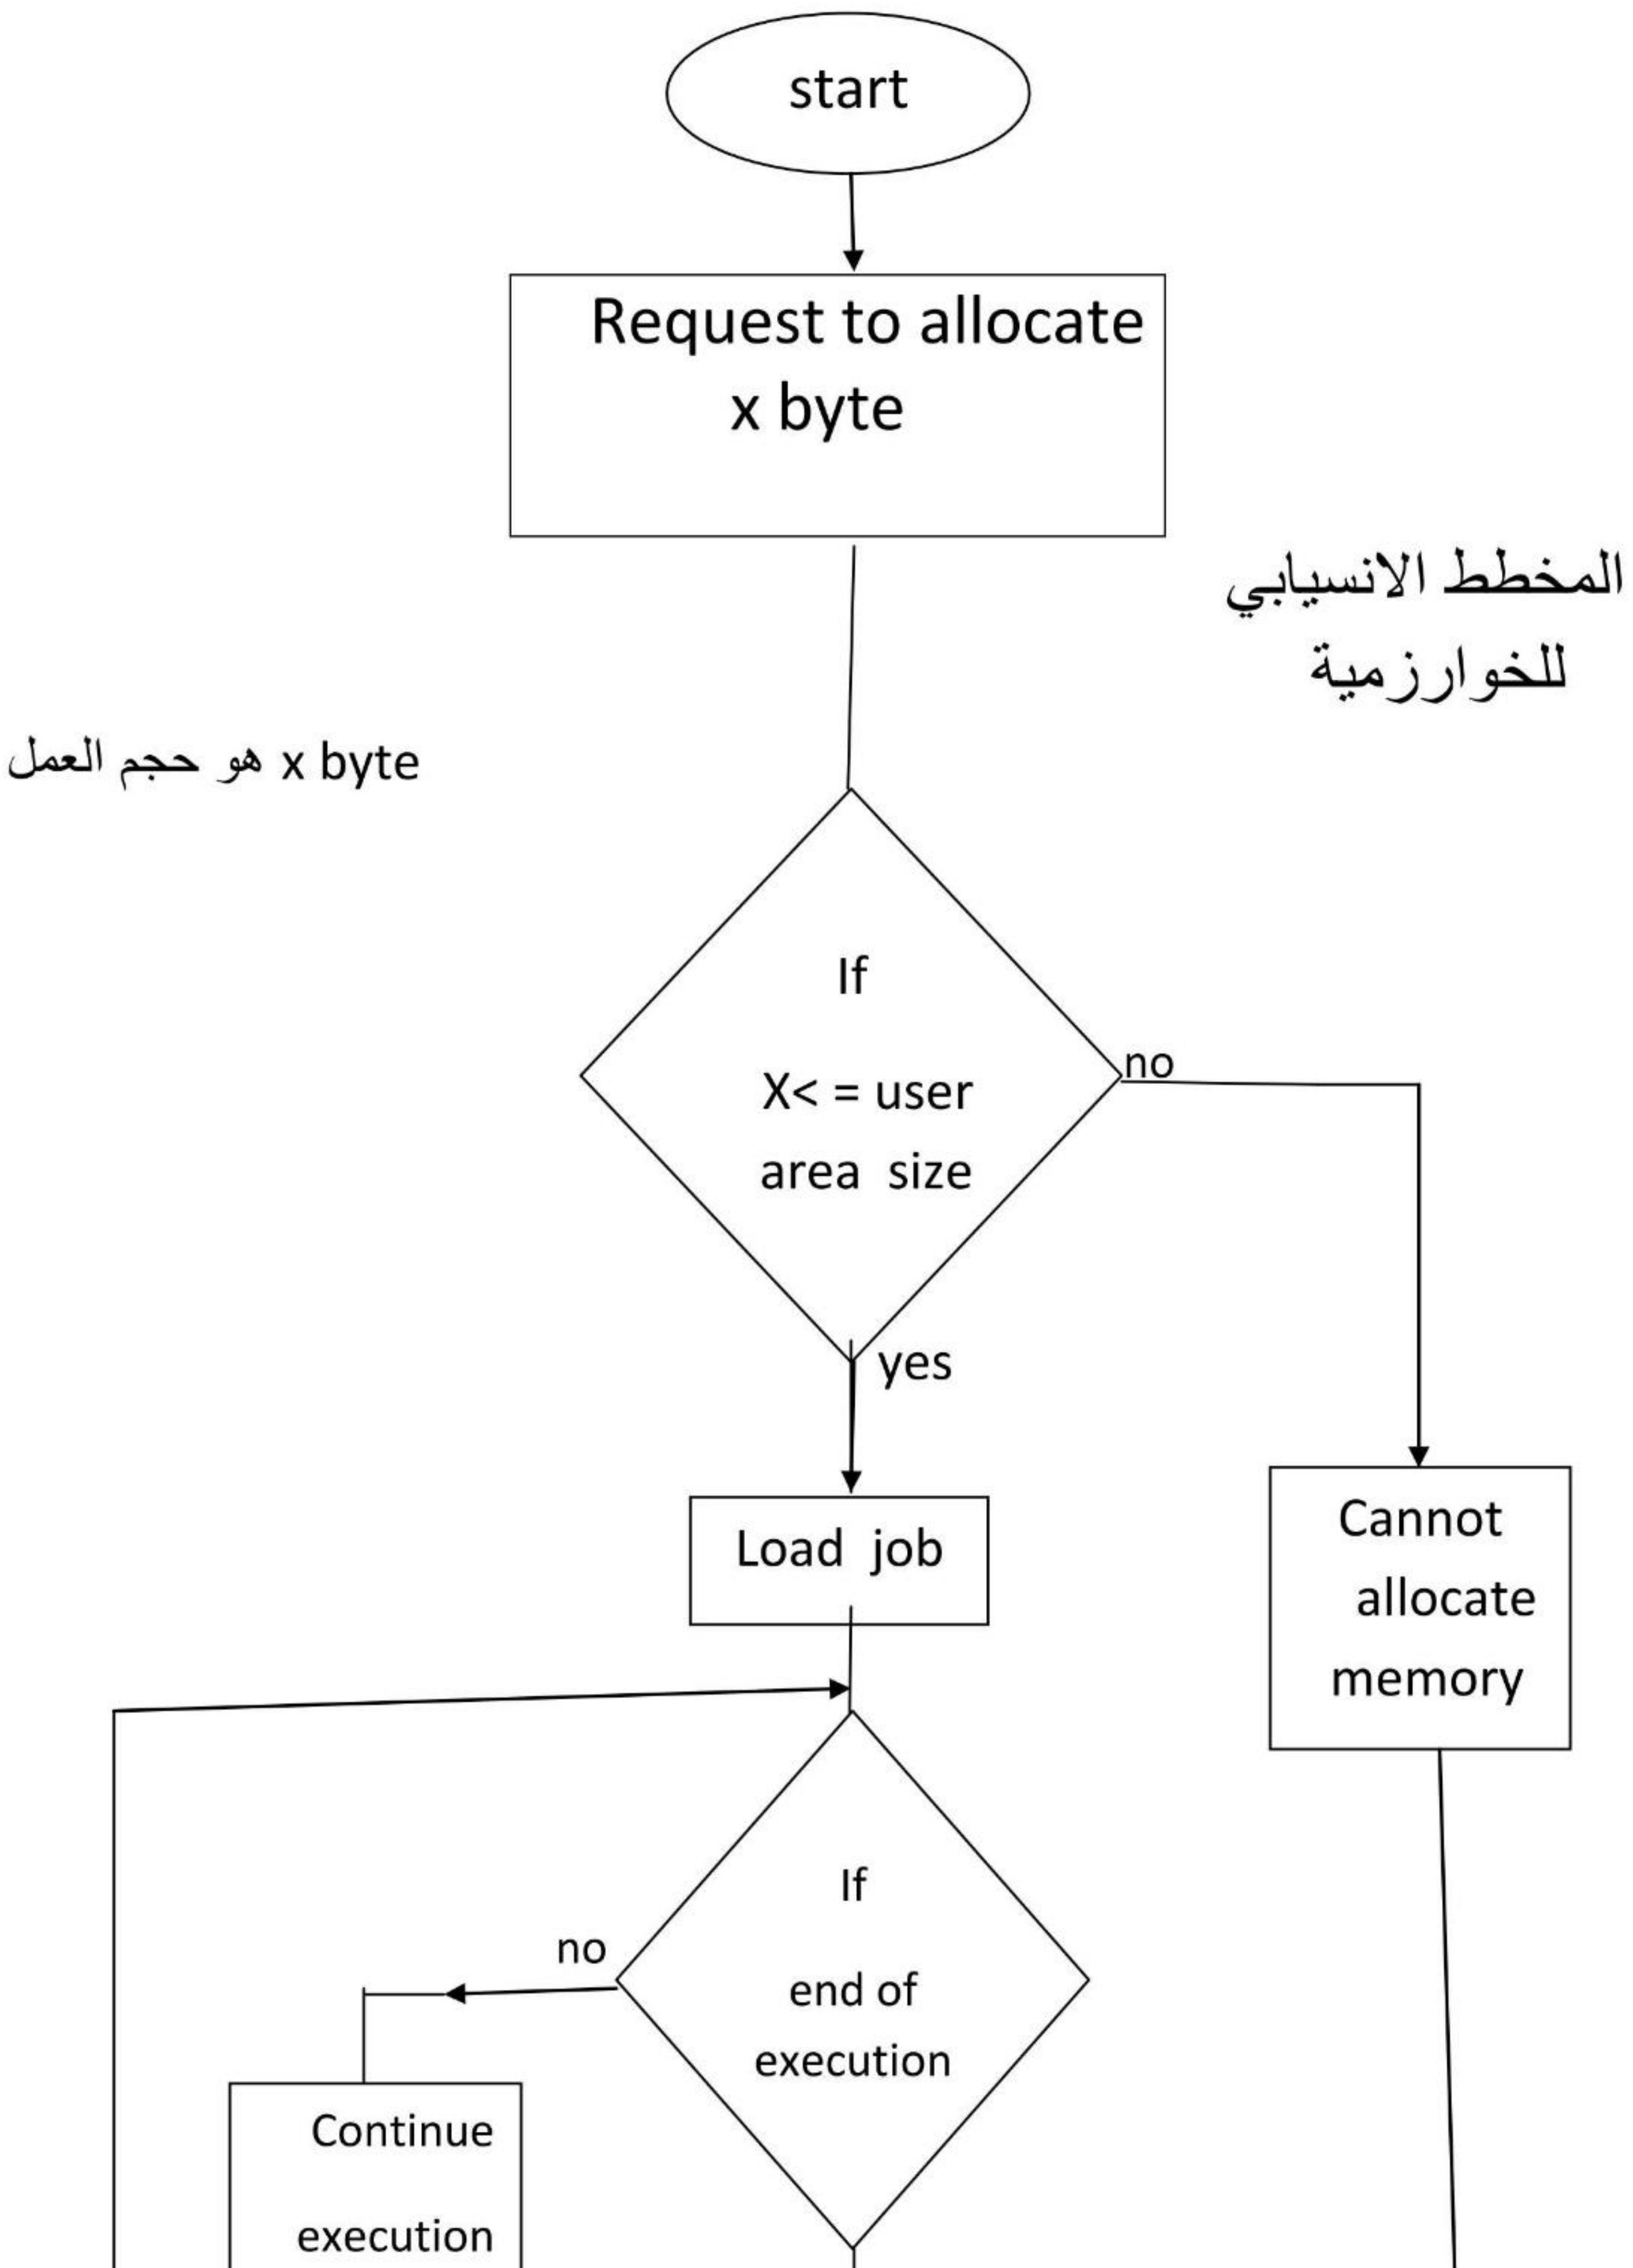 start
Request to allocate
x byte
المخطط الانسيابي
للخوارزمية
x byte هو حجم العمل
If
X< = user
area size
no
yes
Load job
Cannot
allocate
memory
If
end of
execution
no
Continue
execution